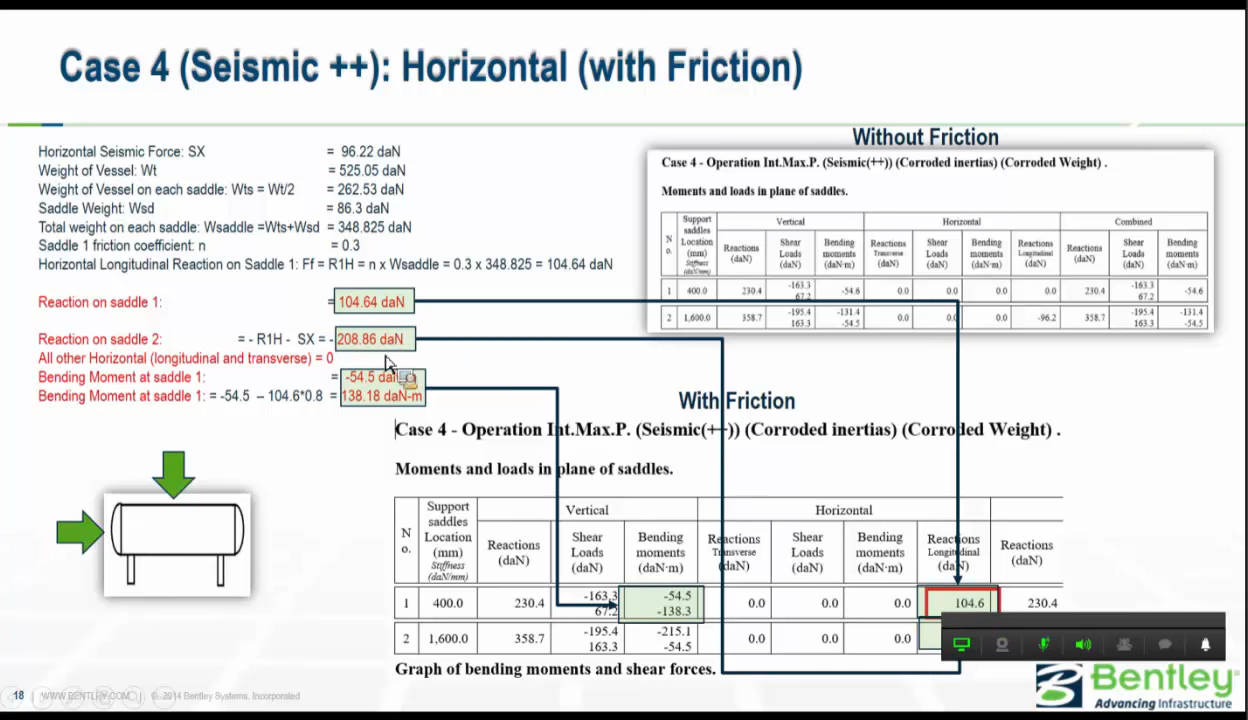 Case 4 (Seismic ++): Horizontal (with Friction)
Horizontal Seismic Force: SX = 96.22 daN
Weight of Vessel: Wt = 525.05 daN
Weight of Vessel on each saddle: Wts = Wt/2 = 262.53 daN
Saddle Weight: Wsd = 86.3 daN
Total weight on each saddle: Wsaddle =Wts+Wsd = 348.825 daN
Saddle 1 friction coefficient: n = 0.3
Horizontal Longitudinal Reaction on Saddle 1: Ff = R1H = n x Wsaddle = 0.3 x 348.825 = 104.64 daN
Reaction on saddle 1: = 104.64 daN
Reaction on saddle 2: = - R1H - SX = - 208.86 daN
All other Horizontal (longitudinal and transverse) = 0
Bending Moment at saddle 1: = -54.5
Bending Moment at saddle 1: = -54.5 – 104.6*0.8 = 138.18 daN-m
Without Friction
Case 4 - Operation Int.Max.P. (Seismic(++)) (Corroded inertias) (Corroded Weight) .
Moments and loads in plane of saddles.
N o. Support saddles Location (mm) Stiffness (daN/mm) Vertical Horizontal Combined
Reactions (daN) Shear Loads (daN) Bending moments (daN·m) Reactions Transverse (daN) Shear Loads (daN) Bending moments (daN·m) Reactions Longitudinal (daN) Reactions (daN) Shear Loads (daN) Bending moments (daN·m)
1 400.0 230.4 -163.3 67.2 -54.6 0.0 0.0 0.0 0.0 230.4 -163.3 67.2 -54.6
2 1,600.0 358.7 -195.4 163.3 -131.4 -54.5 0.0 0.0 0.0 -96.2 358.7 -195.4 163.3 -131.4 -54.5
With Friction
Case 4 - Operation Int.Max.P. (Seismic(++)) (Corroded inertias) (Corroded Weight) .
Moments and loads in plane of saddles.
N o. Support saddles Location (mm) Stiffness (daN/mm) Vertical Horizontal
Reactions (daN) Shear Loads (daN) Bending moments (daN·m) Reactions Transverse (daN) Shear Loads (daN) Bending moments (daN·m) Reactions Longitudinal (daN) Reactions (daN)
1 400.0 230.4 -163.3 67.2 -54.5 -138.3 0.0 0.0 0.0 104.6 230.4
2 1,600.0 358.7 -195.4 163.3 -215.1 -54.5 0.0 0.0 0.0
Graph of bending moments and shear forces.
18 WWW.BENTLEY.COM © 2014 Bentley Systems, Incorporated
Bentley
Advancing Infrastructure